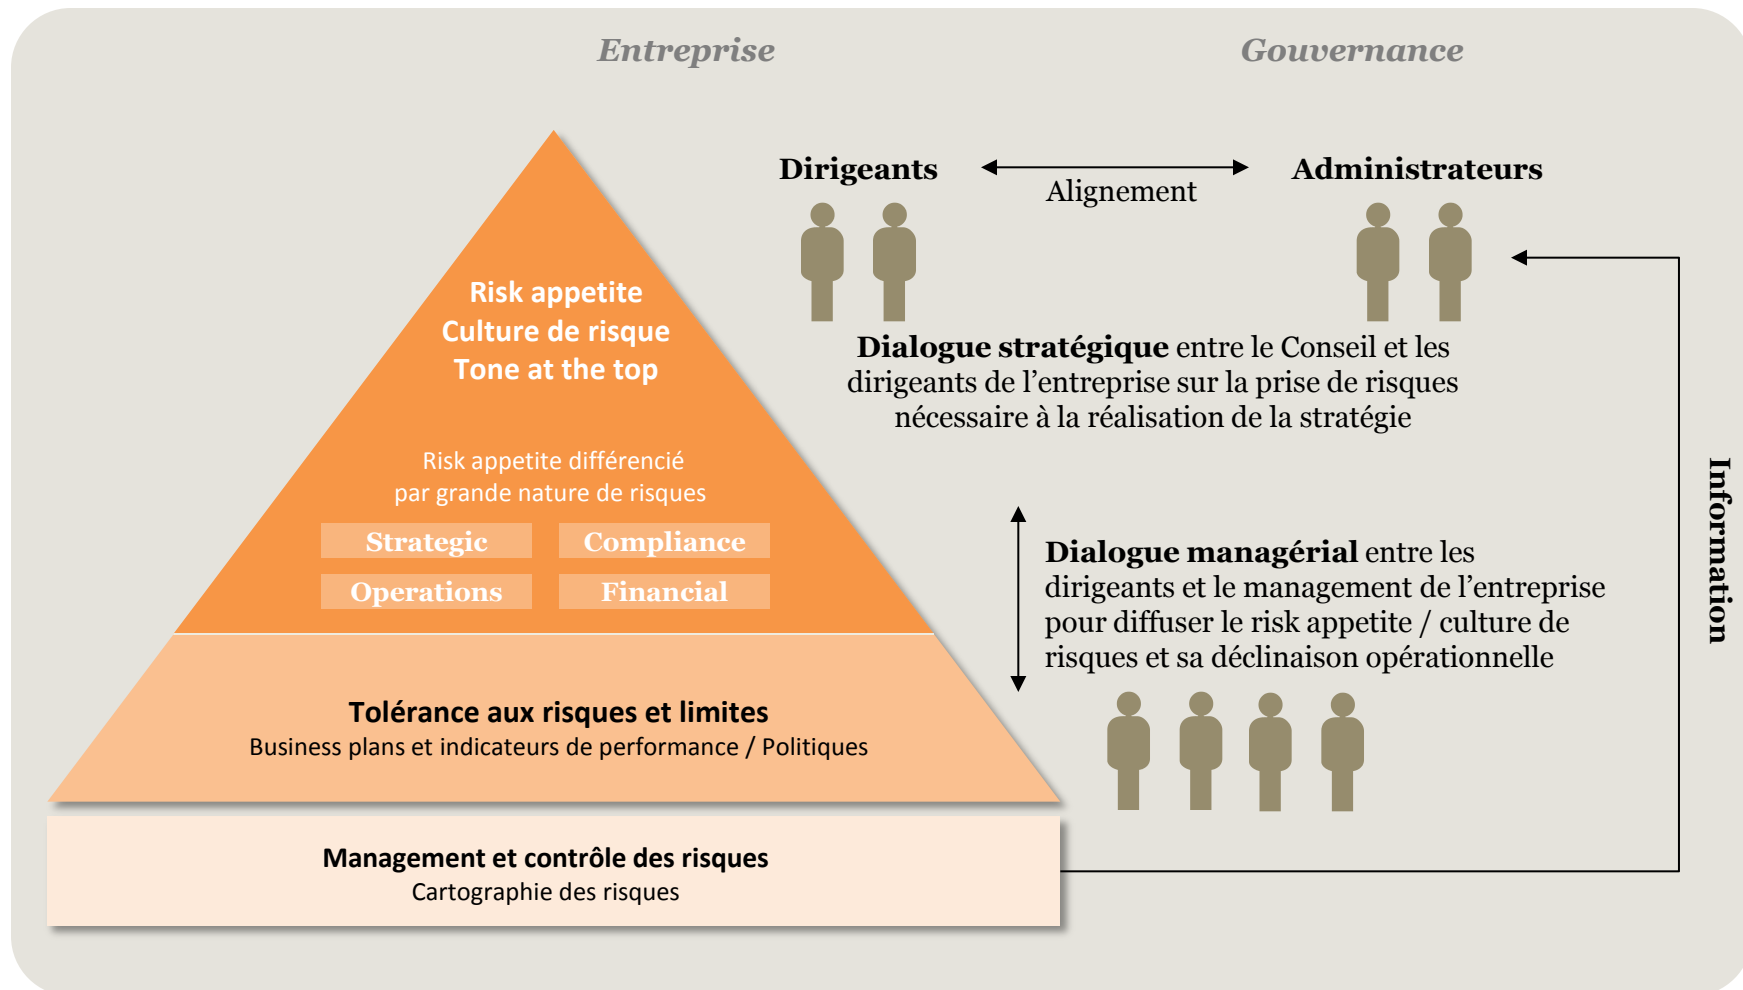 Entreprise
Gouvernance
Dirigeants
Alignement
Administrateurs
Risk appetite
Culture de risque
Tone at the top
Dialogue stratégique entre le Conseil et les
dirigeants de l’entreprise sur la prise de risques
nécessaire à la réalisation de la stratégie
Risk appetite différencié
par grande nature de risques
Strategic
Compliance
Operations
Financial
Dialogue managérial entre les
dirigeants et le management de l’entreprise
pour diffuser le risk appetite / culture de
risques et sa déclinaison opérationnelle
Information
Tolérance aux risques et limites
Business plans et indicateurs de performance / Politiques
Management et contrôle des risques
Cartographie des risques